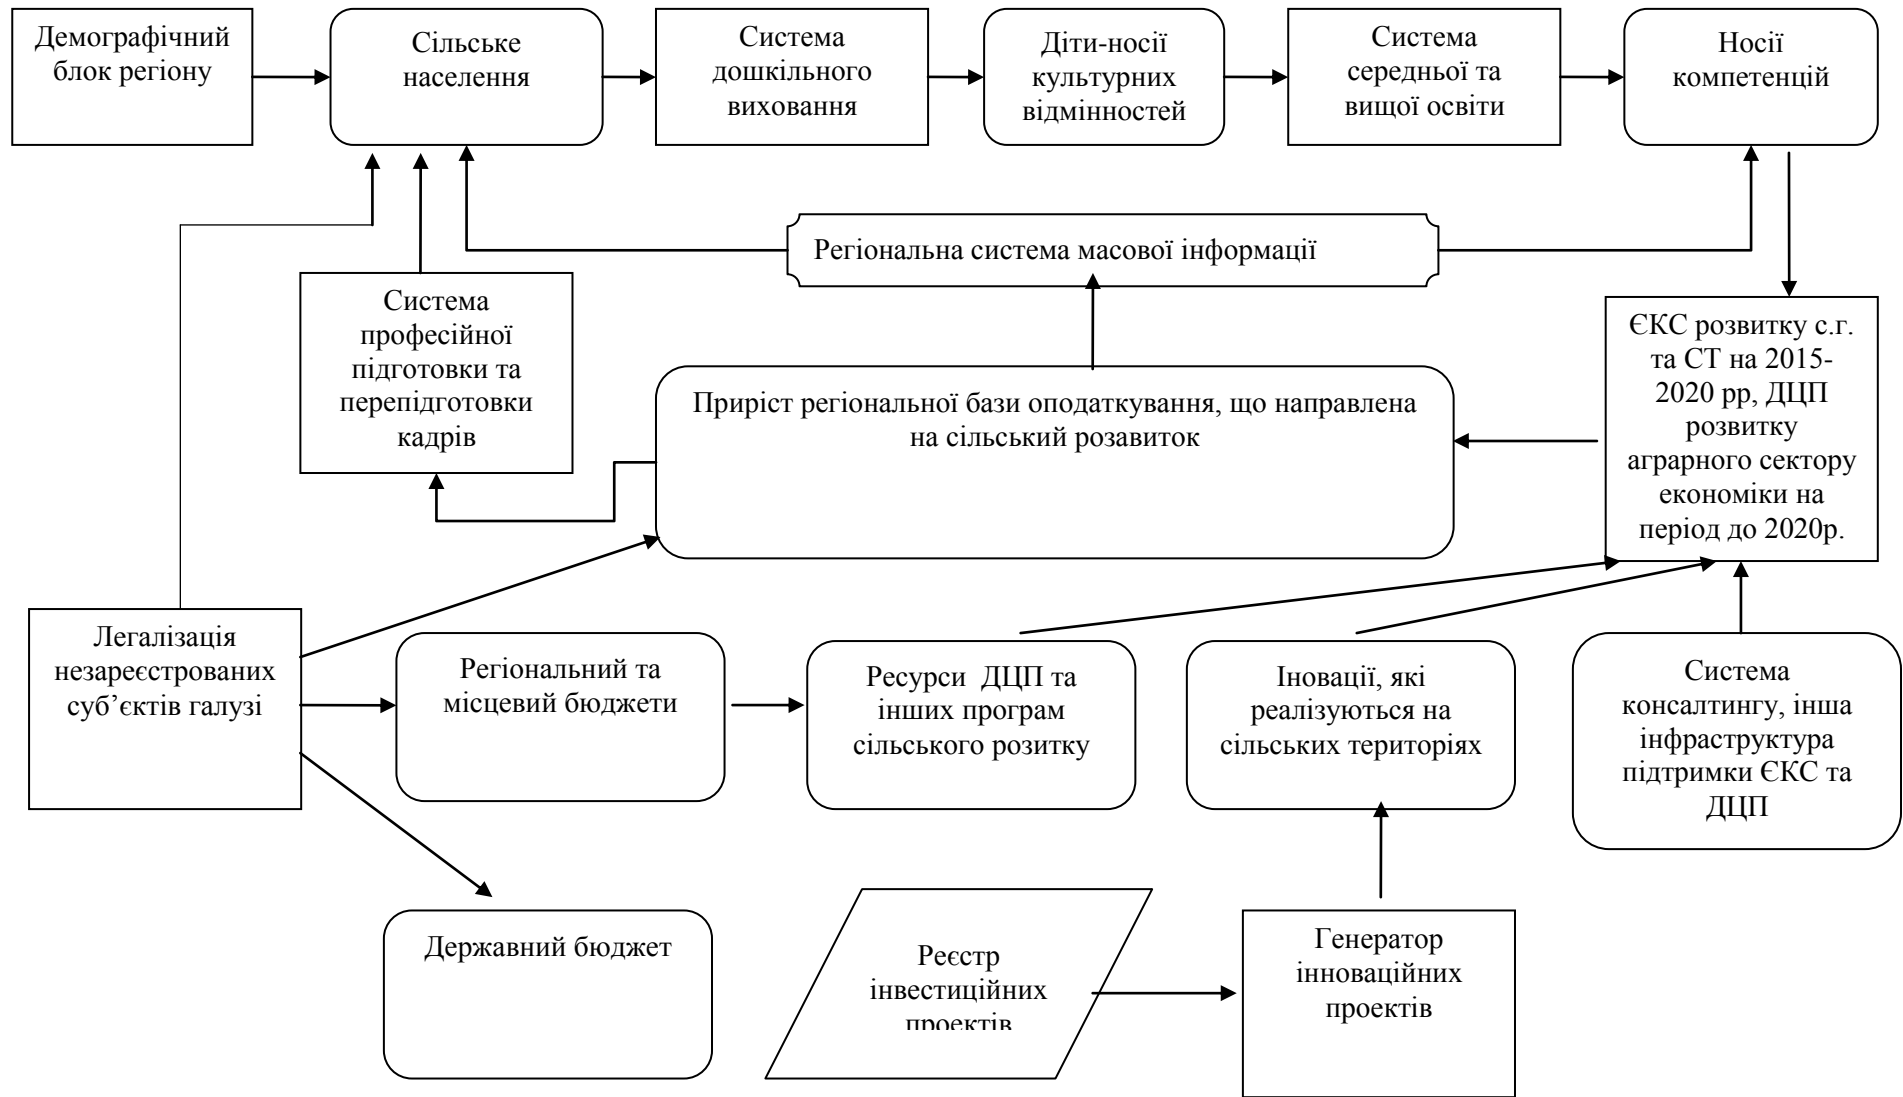 Демографічний
блок регіону
Сільське
населення
Система
дошкільного
виховання
Діти-носії
культурних
відмінностей
Система
середньої та
вищої освіти
Носії
компетенцій
Регіональна система масової інформації
Система
професійної
підготовки та
перепідготовки
кадрів
Приріст регіональної бази оподаткування, що направлена
на сільський розавиток
ЄКС розвитку с.г.
та СТ на 2015-
2020 рр, ДЦП
розвитку
аграрного сектору
економіки на
період до 2020р.
Легалізація
незареєстрованих
суб’єктів галузі
Регіональний та
місцевий бюджети
Ресурси ДЦП та
інших програм
сільського розитку
Іновації, які
реалізуються на
сільських територіях
Система
консалтингу, інша
інфраструктура
підтримки ЄКС та
ДЦП
Державний бюджет
Реєстр
інвестиційних
проектів
Генератор
інноваційних
проектів